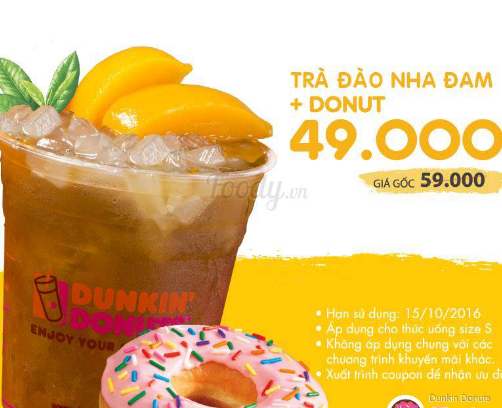 TRÀ ĐÀO NHA ĐAM
+ DONUT
49.000
GIÁ GỐC 59.000
Foody.vn
DUNKIN'
DONUTS
ENJOY YOUR
• Hạn sử dụng: 15/10/2016
• Áp dụng cho thức uống size S
• Không áp dụng chung với các
chương trình khuyến mãi khác.
• Xuất trình coupon để nhận ưu đ
Dunkin Donuts